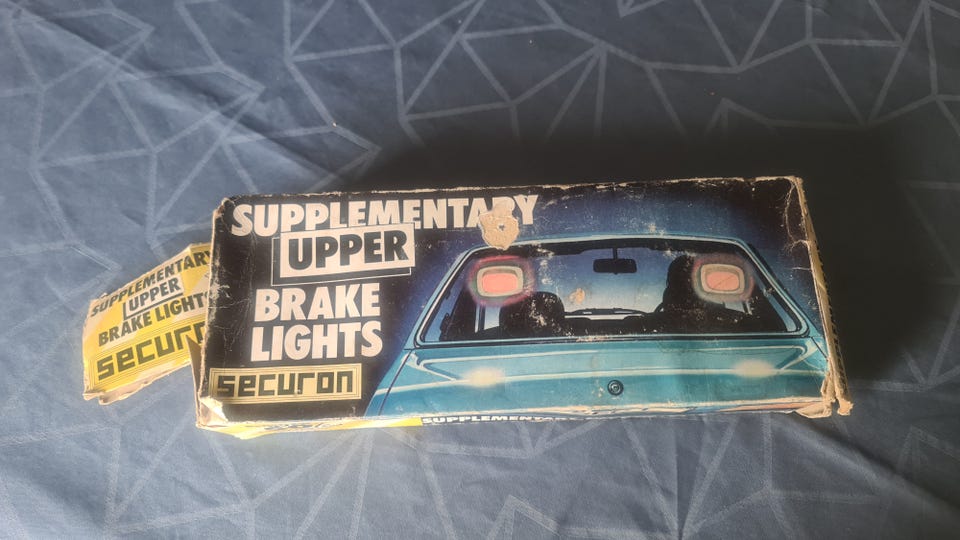 SUPPLEMENTARY
UPPER
BRAKE
LIGHTS
securon
SUPPLEMENTARY
UPPER
BRAKE LIGHTS
securon
SUPPLEMENTARY